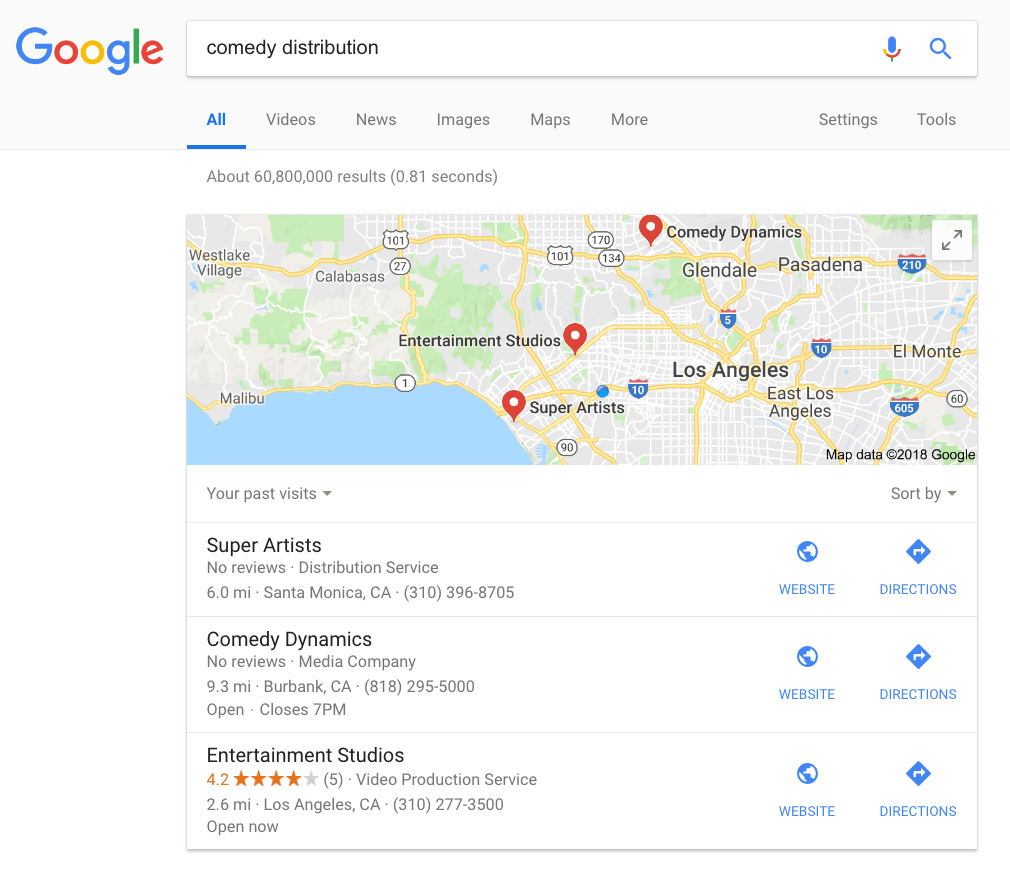 Google
comedy distribution
All Videos News Images Maps More Settings Tools
About 60,800,000 results (0.81 seconds)
101
170
Comedy Dynamics
Westlake
Village
27
Calabasas
101
134
Glendale
Pasadena
210
5
Entertainment Studios
10
El Monte
Los Angeles
1
10
Malibu
Super Artists
East Los
Angeles
605
60
90
Map data ©2018 Google
Your past visits Sort by
Super Artists
No reviews · Distribution Service
6.0 mi · Santa Monica, CA · (310) 396-8705
WEBSITE DIRECTIONS
Comedy Dynamics
No reviews · Media Company
9.3 mi · Burbank, CA · (818) 295-5000
WEBSITE DIRECTIONS
Open · Closes 7PM
Entertainment Studios
4.2 (5) · Video Production Service
2.6 mi · Los Angeles, CA · (310) 277-3500
WEBSITE DIRECTIONS
Open now